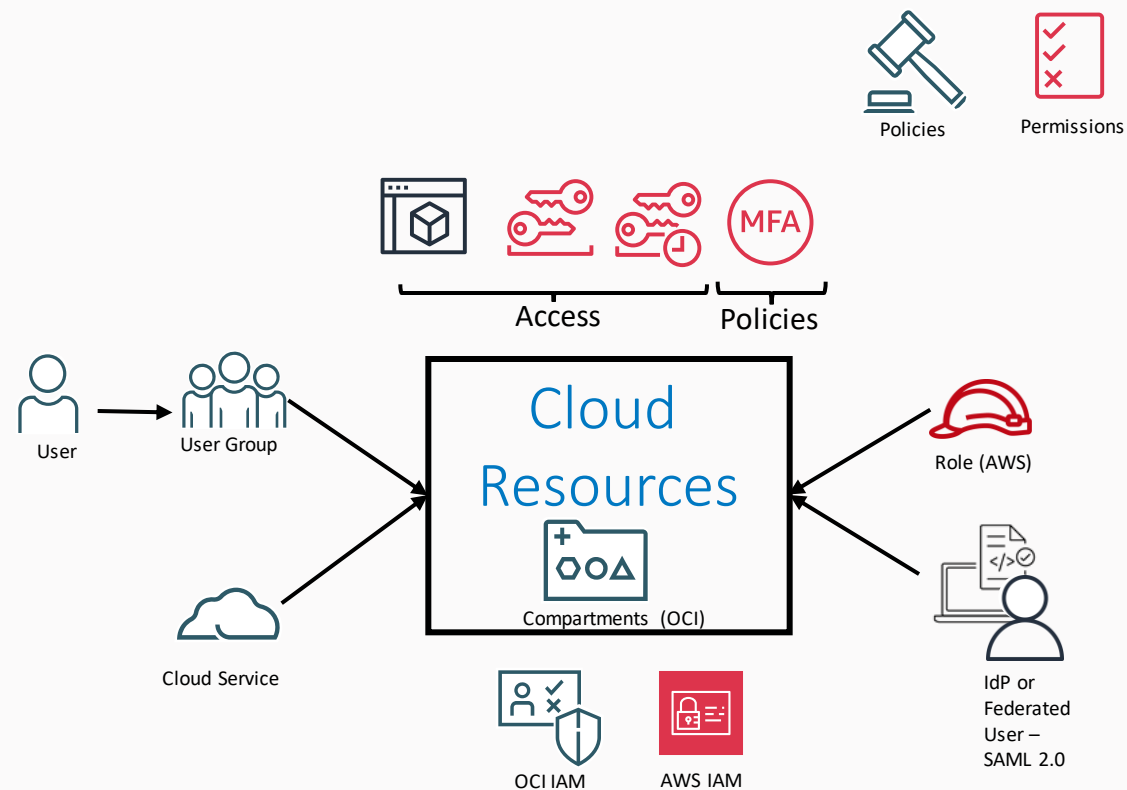 Policies
Permissions
MFA
Access
Policies
User
User Group
Cloud
Resources
Compartments (OCI)
Role (AWS)
</>
Cloud Service
IdP or
Federated
User –
SAML 2.0
OCI IAM
AWS IAM